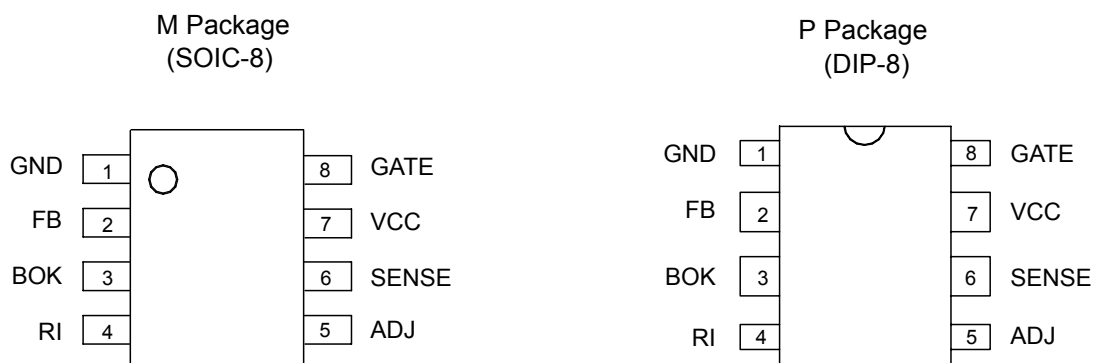 M Package
(SOIC-8)
GND 1 8 GATE
FB 2 7 VCC
BOK 3 6 SENSE
RI 4 5 ADJ
P Package
(DIP-8)
GND 1 8 GATE
FB 2 7 VCC
BOK 3 6 SENSE
RI 4 5 ADJ